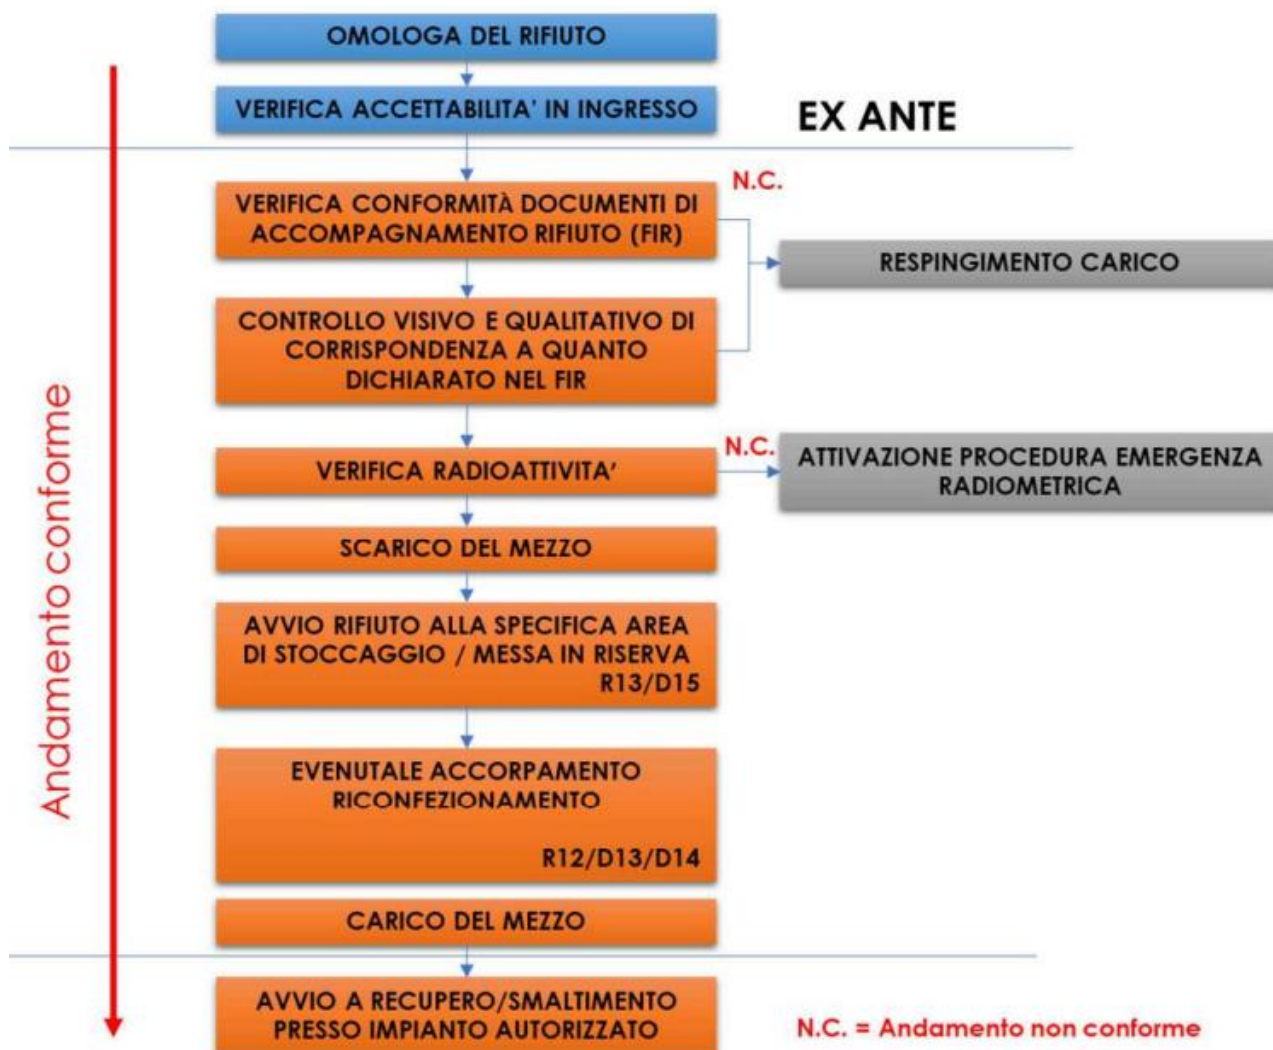 OMOLOGA DEL RIFIUTO
VERIFICA ACCETTABILITA' IN INGRESSO
EX ANTE
N.C.
VERIFICA CONFORMITÀ DOCUMENTI DI
ACCOMPAGNAMENTO RIFIUTO (FIR)
RESPINGIMENTO CARICO
CONTROLLO VISIVO E QUALITATIVO DI
CORRISPONDENZA A QUANTO
DICHIARATO NEL FIR
Andamento conforme
N.C.
VERIFICA RADIOATTIVITA'
ATTIVAZIONE PROCEDURA EMERGENZA
RADIOMETRICA
SCARICO DEL MEZZO
AVVIO RIFIUTO ALLA SPECIFICA AREA
DI STOCCAGGIO / MESSA IN RISERVA
R13/D15
EVENUTALE ACCORPAMENTO
RICONFEZIONAMENTO
R12/D13/D14
CARICO DEL MEZZO
AVVIO A RECUPERO/SMALTIMENTO
PRESSO IMPIANTO AUTORIZZATO
N.C. = Andamento non conforme